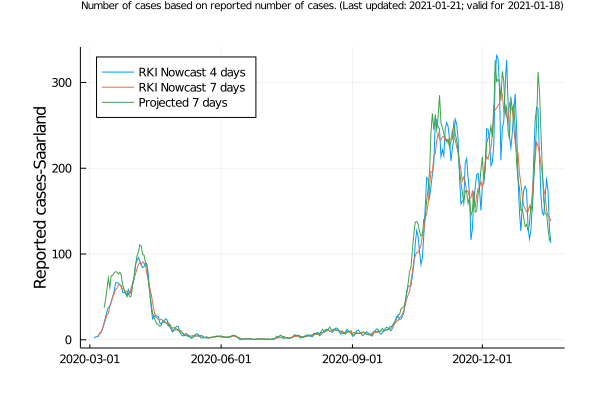 Number of cases based on reported number of cases. (Last updated: 2021-01-21; valid for 2021-01-18)
RKI Nowcast 4 days
RKI Nowcast 7 days
Projected 7 days
Reported cases-Saarland
300
200
100
0
2020-03-01
2020-06-01
2020-09-01
2020-12-01